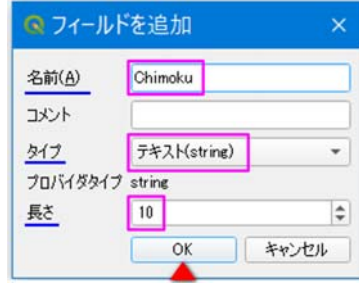 フィールドを追加
名前(A) Chimoku
コメント
タイプ テキスト(string)
プロバイダタイプ string
長さ 10
OK キャンセル